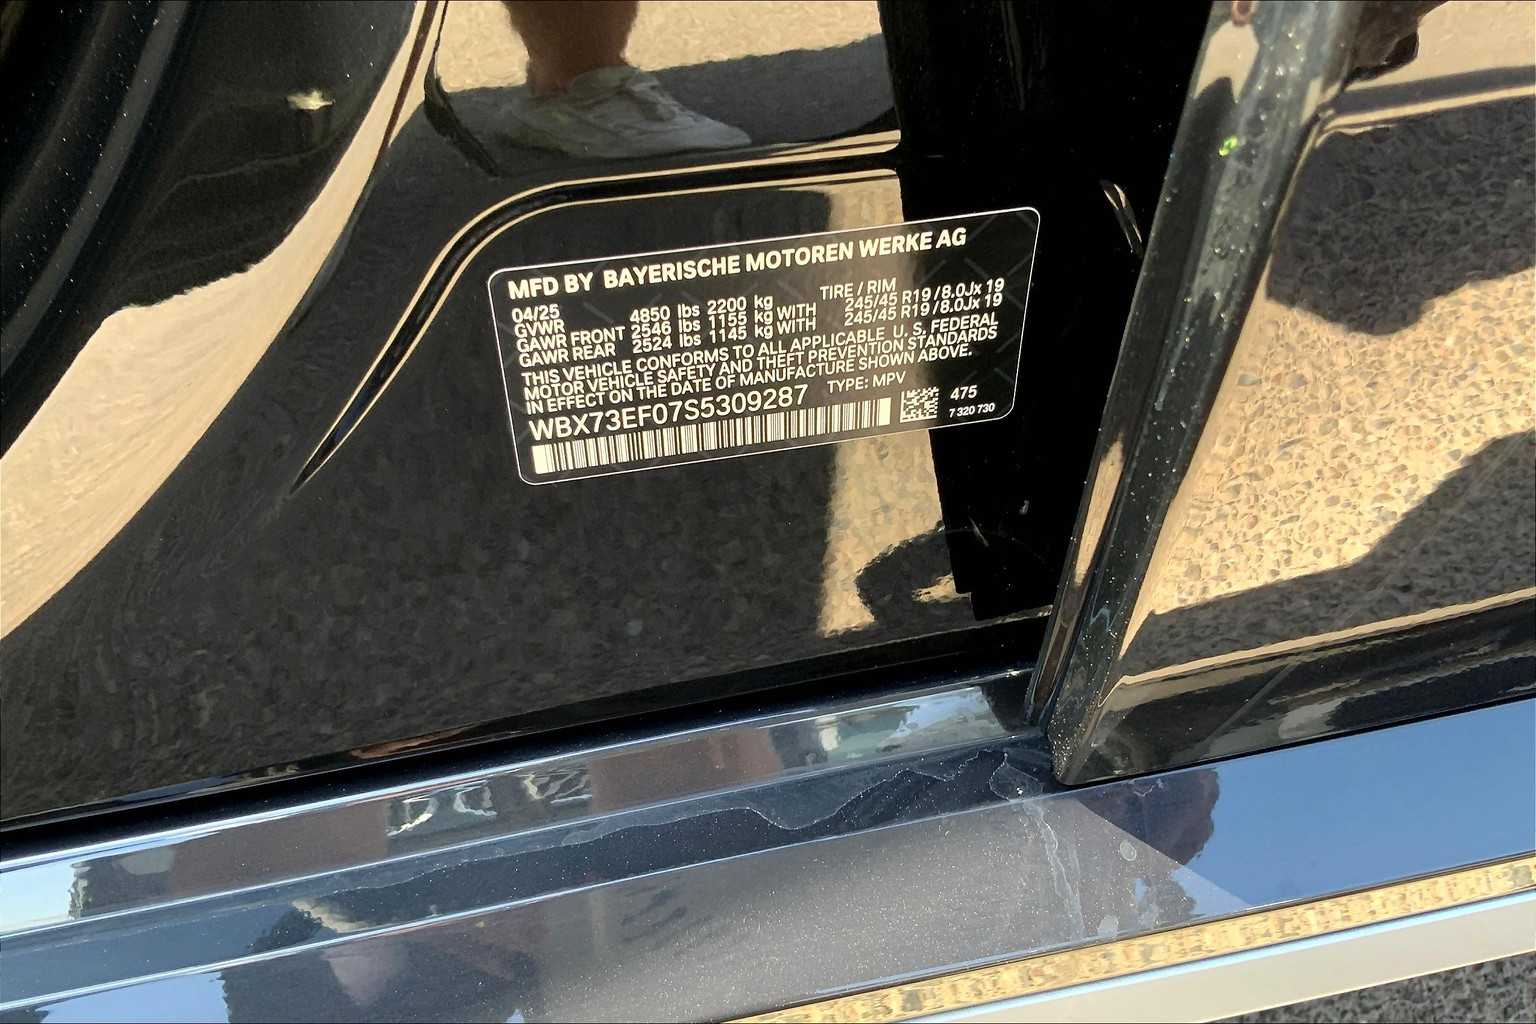 MFD BY BAYERISCHE MOTOREN WERKE AG
04/25 TIRE / RIM
GVWR 4850 lbs 2200 kg
GAWR FRONT 2546 lbs 1155 kg WITH 245/45 R19 /8.0Jx 19
GAWR REAR 2524 lbs 1145 kg WITH 245/45 R19 /8.0Jx 19
THIS VEHICLE CONFORMS TO ALL APPLICABLE U. S. FEDERAL
MOTOR VEHICLE SAFETY AND THEFT PREVENTION STANDARDS
IN EFFECT ON THE DATE OF MANUFACTURE SHOWN ABOVE.
WBX73EF07S5309287 TYPE: MPV
475
7 320 730